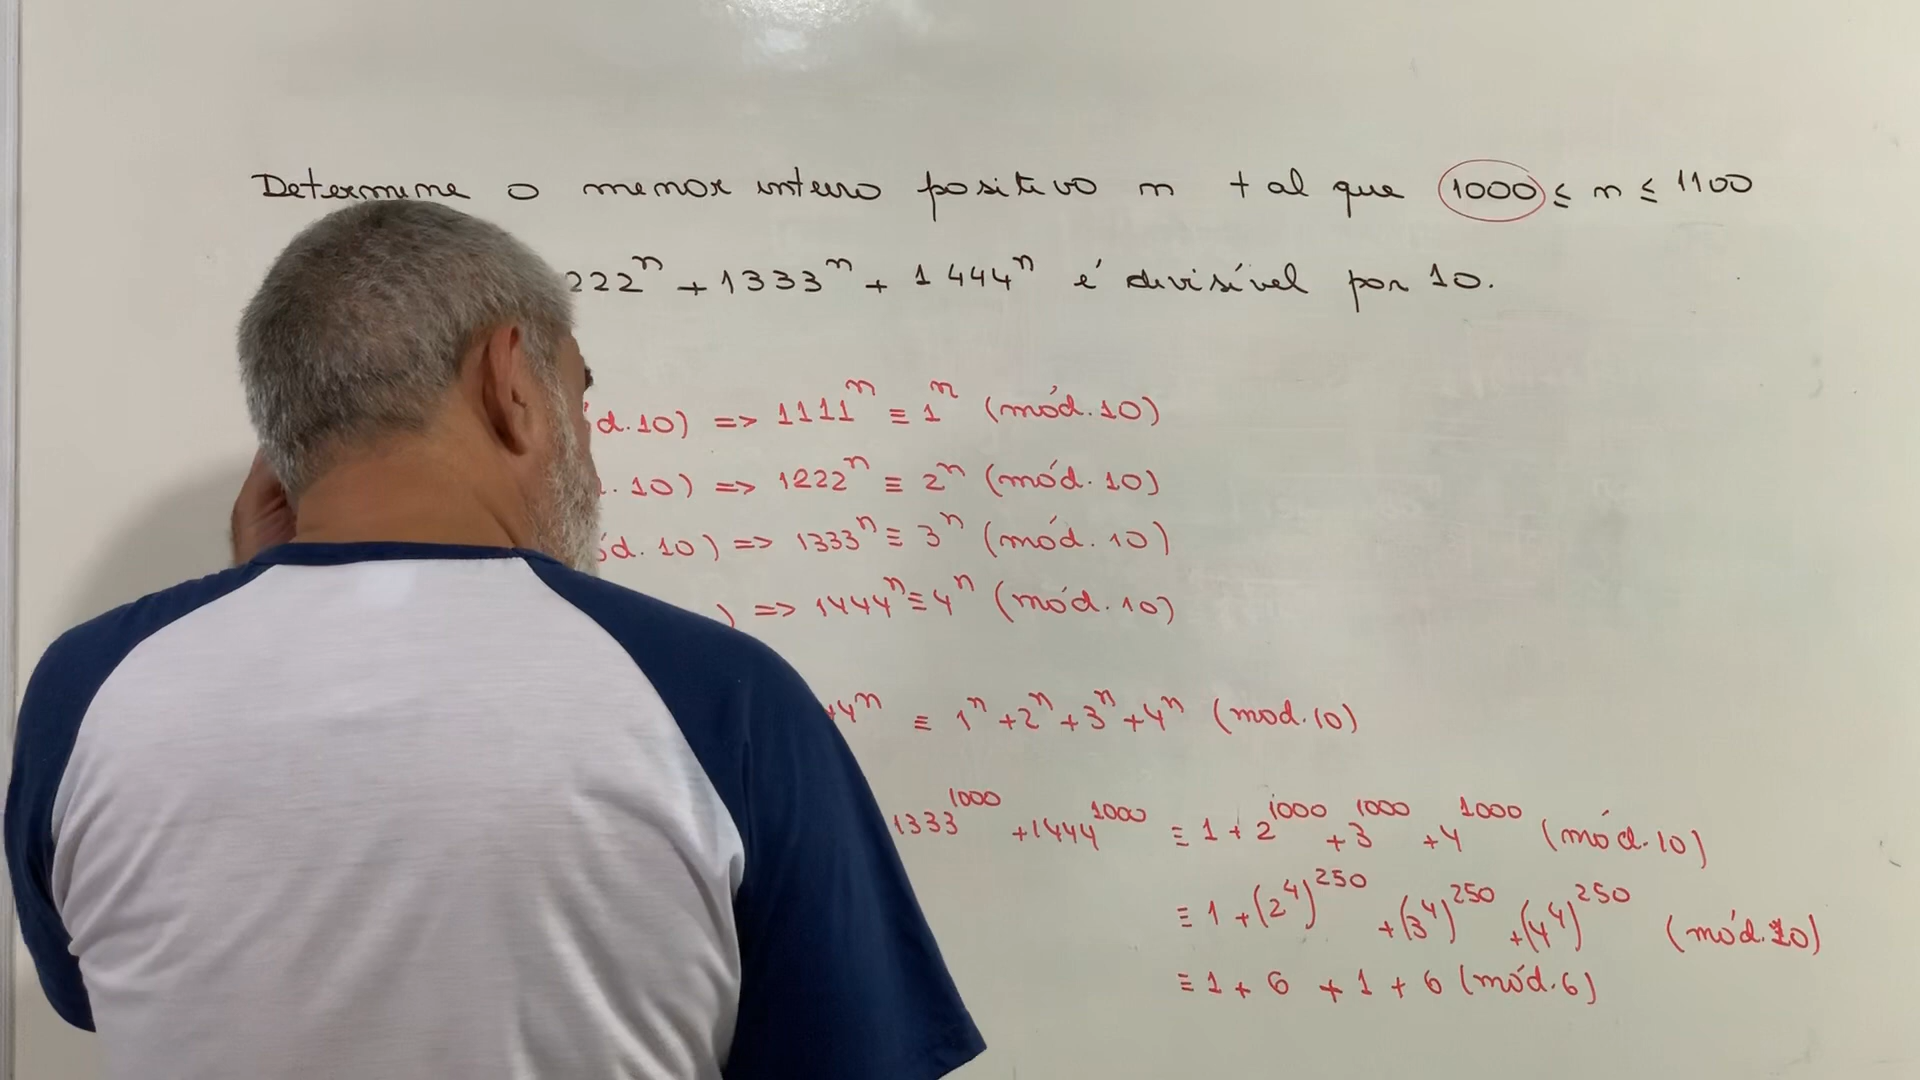 Determine o menor inteiro positivo n tal que 1000 ≤ n ≤ 1100
222ⁿ + 1333ⁿ + 1444ⁿ é divisível por 10.
d. 10) => 1111ⁿ ≡ 1ⁿ (mód. 10)
. 10) => 1222ⁿ ≡ 2ⁿ (mód. 10)
ód. 10) => 1333ⁿ ≡ 3ⁿ (mód. 10)
) => 1444ⁿ ≡ 4ⁿ (mód. 10)
+4ⁿ ≡ 1ⁿ + 2ⁿ + 3ⁿ + 4ⁿ (mod. 10)
1333¹⁰⁰⁰ + 1444¹⁰⁰⁰ ≡ 1 + 2¹⁰⁰⁰ + 3¹⁰⁰⁰ + 4¹⁰⁰⁰ (mód. 10)
≡ 1 + (2⁴)²⁵⁰ + (3⁴)²⁵⁰ + (4⁴)²⁵⁰ (mód. 10)
≡ 1 + 6 + 1 + 6 (mód. 6)